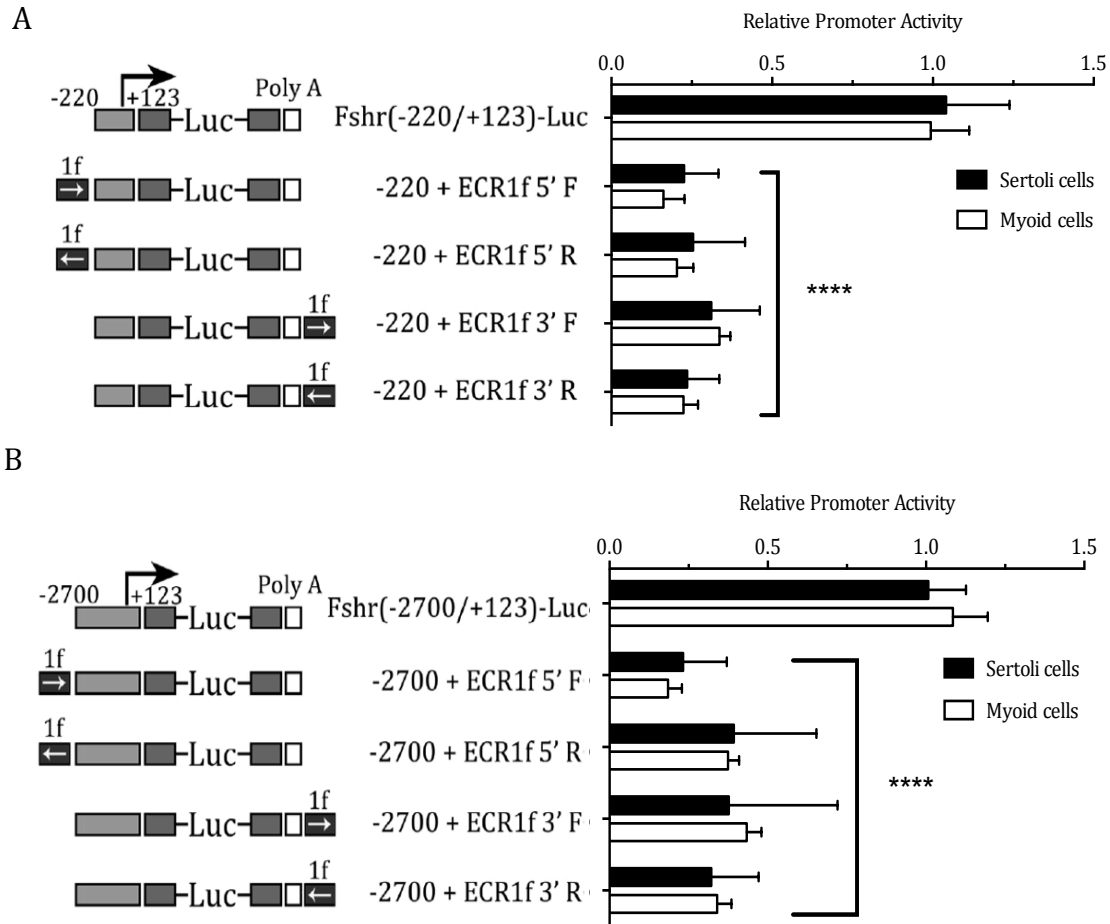 A
Relative Promoter Activity
0.0 0.5 1.0 1.5
-220 +123 Poly A
Luc Fshr(-220/+123)-Luc
1f
Luc -220 + ECR1f 5' F
Sertoli cells
1f
Myoid cells
Luc -220 + ECR1f 5' R
****
1f
Luc -220 + ECR1f 3' F
1f
Luc -220 + ECR1f 3' R
B
Relative Promoter Activity
0.0 0.5 1.0 1.5
-2700 +123 Poly A
Luc Fshr(-2700/+123)-Luc
1f
Luc -2700 + ECR1f 5' F
Sertoli cells
Myoid cells
1f
Luc -2700 + ECR1f 5' R
****
1f
Luc -2700 + ECR1f 3' F
1f
Luc -2700 + ECR1f 3' R